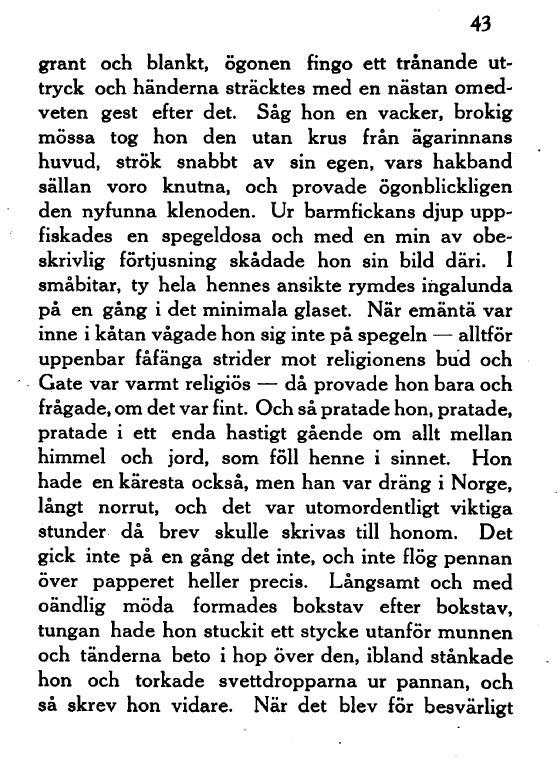 43
grant och blankt, ögonen fingo ett trånande ut-
tryck och händerna sträcktes med en nästan omed-
veten gest efter det. Såg hon en vacker, brokig
mössa tog hon den utan krus från ägarinnans
huvud, strök snabbt av sin egen, vars hakband
sällan voro knutna, och provade ögonblickligen
den nyfunna klenoden. Ur barmfickans djup upp-
fiskades en spegeldosa och med en min av obe-
skrivlig förtjusning skådade hon sin bild däri. I
småbitar, ty hela hennes ansikte rymdes ingalunda
på en gång i det minimala glaset. När emäntä var
inne i kåtan vågade hon sig inte på spegeln — alltför
uppenbar fåfänga strider mot religionens bud och
Gate var varmt religiös — då provade hon bara och
frågade, om det var fint. Och så pratade hon, pratade,
pratade i ett enda hastigt gående om allt mellan
himmel och jord, som föll henne i sinnet. Hon
hade en käresta också, men han var dräng i Norge,
långt norrut, och det var utomordentligt viktiga
stunder då brev skulle skrivas till honom. Det
gick inte på en gång det inte, och inte flög pennan
över papperet heller precis. Långsamt och med
oändlig möda formades bokstav efter bokstav,
tungan hade hon stuckit ett stycke utanför munnen
och tänderna beto i hop över den, ibland stånkade
hon och torkade svettdropparna ur pannan, och
så skrev hon vidare. När det blev för besvärligt